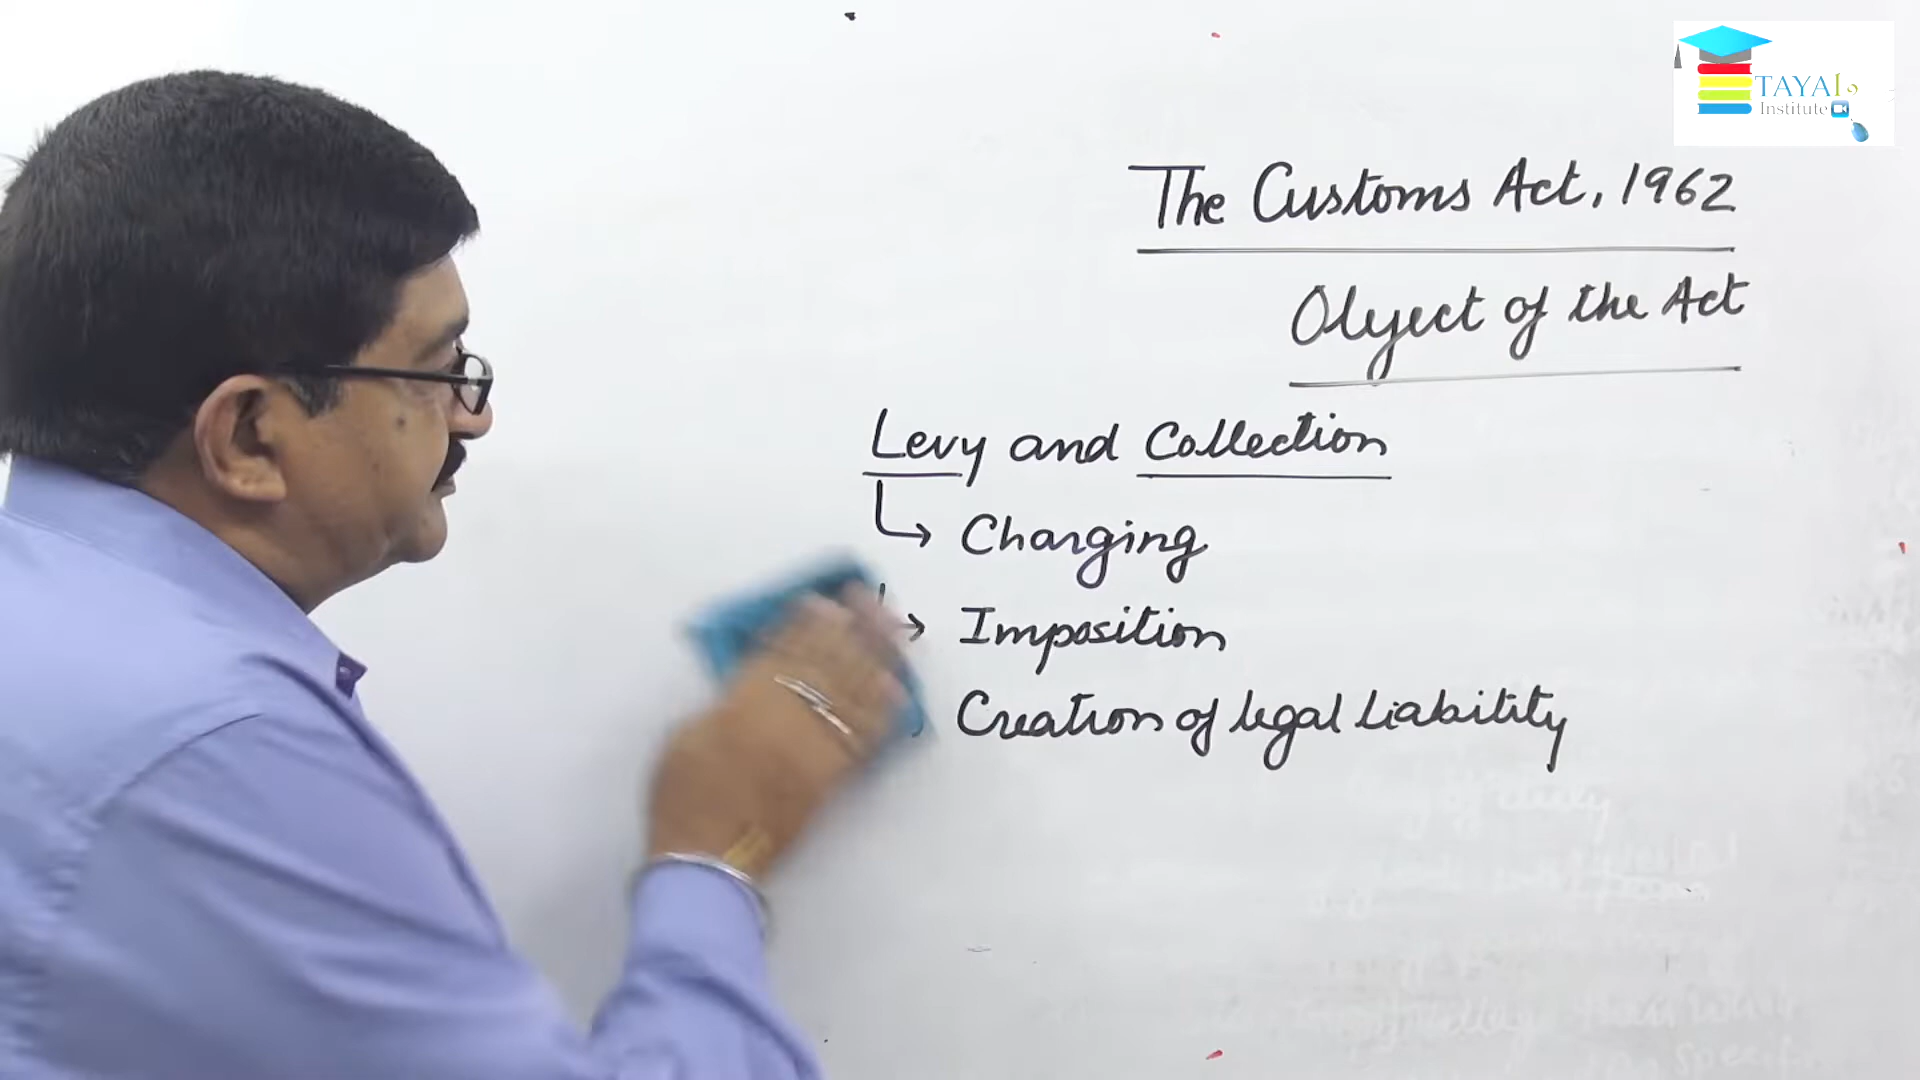 TAYAL
Institute
The Customs Act, 1962
Object of the Act
Levy and Collection
Charging
Imposition
Creation of legal liability